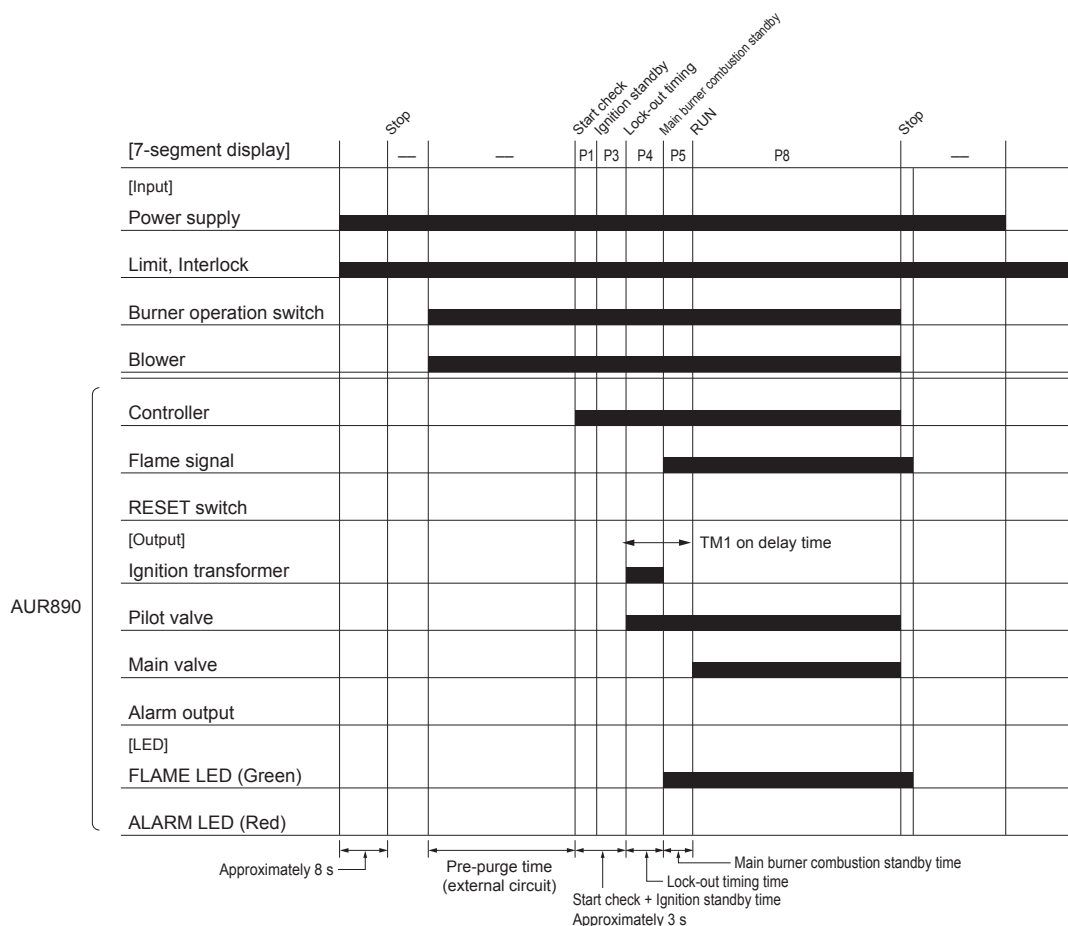 Stop
Start check
Ignition standby
Lock-out timing
Main burner combustion standby
RUN
Stop
[7-segment display] — — P1 P3 P4 P5 P8 —
[Input]
Power supply
Limit, Interlock
Burner operation switch
Blower
Controller
Flame signal
RESET switch
[Output]
TM1 on delay time
Ignition transformer
AUR890
Pilot valve
Main valve
Alarm output
[LED]
FLAME LED (Green)
ALARM LED (Red)
Approximately 8 s
Pre-purge time
(external circuit)
Main burner combustion standby time
Lock-out timing time
Start check + Ignition standby time
Approximately 3 s